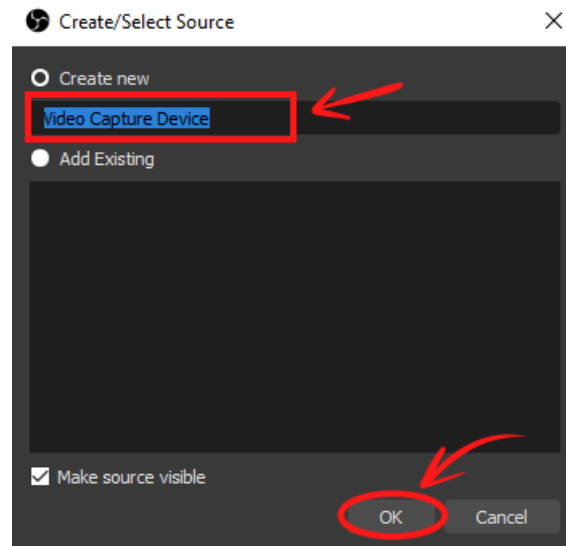 Create/Select Source
Create new
Video Capture Device
Add Existing
Make source visible
OK Cancel